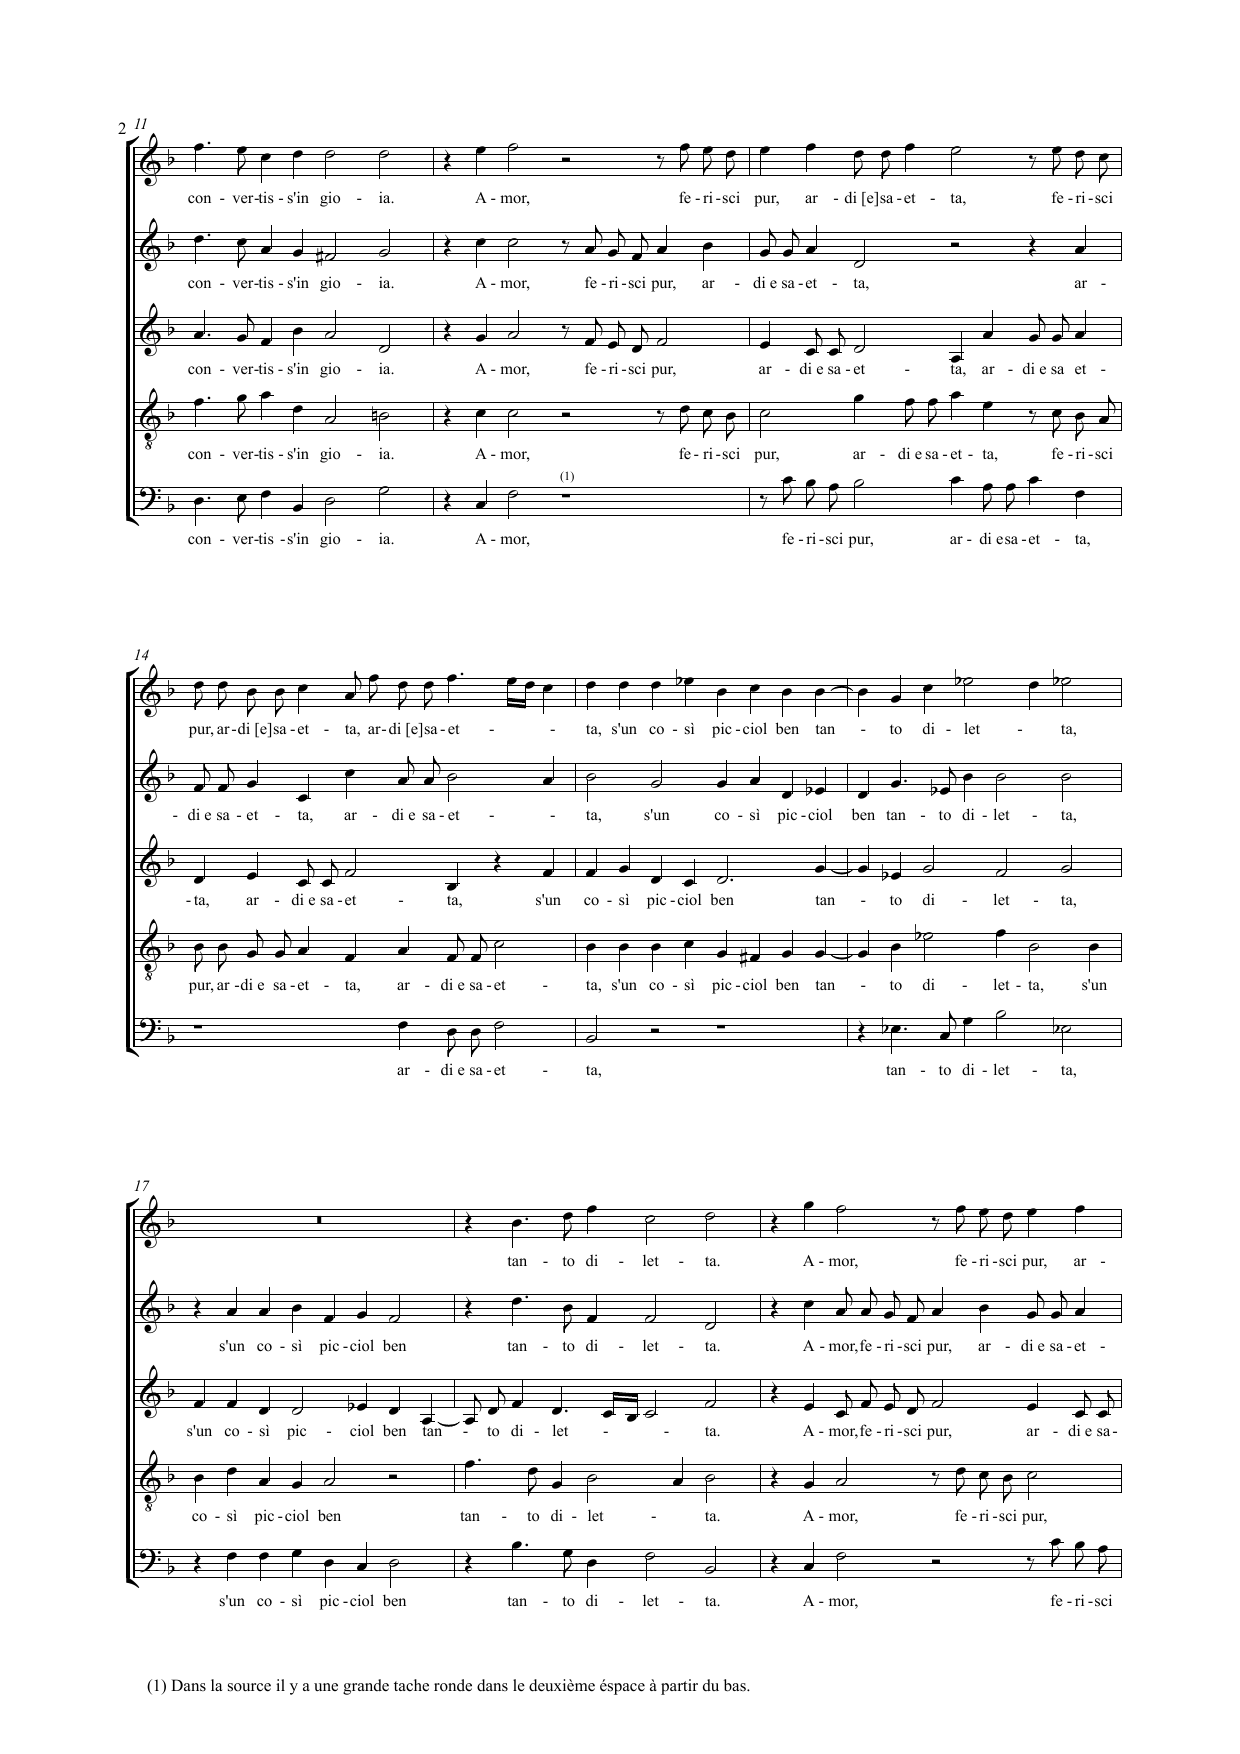 2 11
con - ver-tis - s'in gio - ia. A - mor, fe - ri -sci pur, ar - di [e]sa - et - ta, fe - ri -sci
con - ver-tis - s'in gio - ia. A - mor, fe - ri -sci pur, ar - di e sa - et - ta, ar -
con - ver-tis - s'in gio - ia. A - mor, fe - ri -sci pur, ar - di e sa - et - ta, ar - di e sa et -
con - ver-tis - s'in gio - ia. A - mor, fe - ri -sci pur, ar - di e sa - et - ta, fe - ri -sci
(1)
con - ver-tis - s'in gio - ia. A - mor, fe - ri -sci pur, ar - di e sa - et - ta,
14
pur, ar-di [e]sa - et - ta, ar-di [e]sa - et - - ta, s'un co - sì pic - ciol ben tan - to di - let - ta,
- di e sa - et - ta, ar - di e sa - et - - ta, s'un co - sì pic - ciol ben tan - to di - let - ta,
- ta, ar - di e sa - et - ta, s'un co - sì pic - ciol ben tan - to di - let - ta,
pur, ar-di e sa - et - ta, ar - di e sa - et - ta, s'un co - sì pic - ciol ben tan - to di - let - ta, s'un
ar - di e sa - et - ta, tan - to di - let - ta,
17
tan - to di - let - ta. A - mor, fe - ri -sci pur, ar -
s'un co - sì pic - ciol ben tan - to di - let - ta. A - mor, fe - ri -sci pur, ar - di e sa - et -
s'un co - sì pic - ciol ben tan - to di - let - - ta. A - mor, fe - ri -sci pur, ar - di e sa-
co - sì pic - ciol ben tan - to di - let - ta. A - mor, fe - ri -sci pur,
s'un co - sì pic - ciol ben tan - to di - let - ta. A - mor, fe - ri -sci
(1) Dans la source il y a une grande tache ronde dans le deuxième éspace à partir du bas.